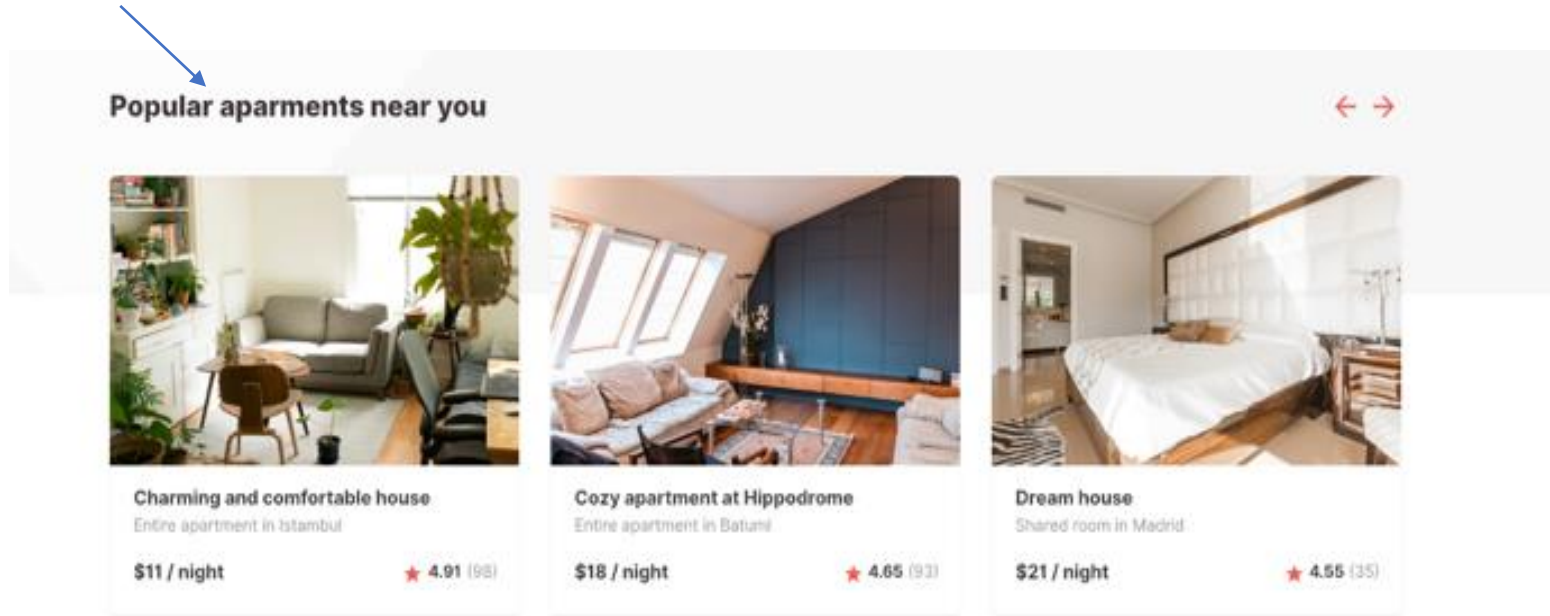 Popular aparments near you
Charming and comfortable house
Entire apartment in Istambul
$11 / night
4.91 (98)
Cozy apartment at Hippodrome
Entire apartment in Batumi
$18 / night
4.65 (93)
Dream house
Shared room in Madrid
$21 / night
4.55 (35)